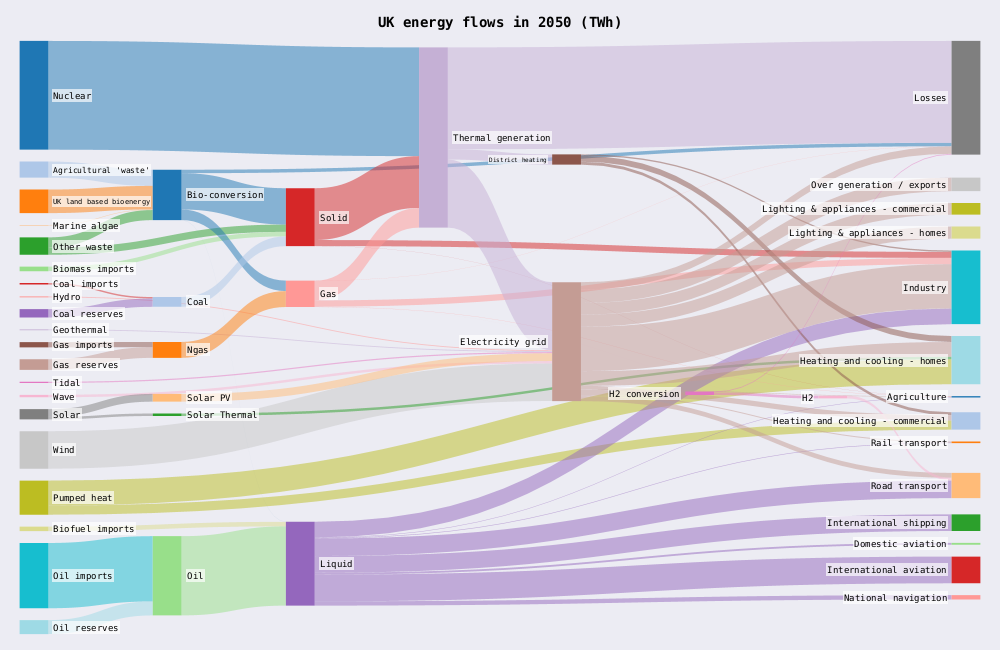 UK energy flows in 2050 (TWh)
Nuclear
Agricultural 'waste'
UK land based bioenergy
Marine algae
Other waste
Biomass imports
Coal imports
Hydro
Coal reserves
Geothermal
Gas imports
Gas reserves
Tidal
Wave
Solar
Wind
Pumped heat
Biofuel imports
Oil imports
Oil reserves
Bio-conversion
Coal
Ngas
Solar PV
Solar Thermal
Oil
Solid
Gas
Liquid
Thermal generation
District heating
Electricity grid
H2 conversion
H2
Losses
Over generation / exports
Lighting & appliances - commercial
Lighting & appliances - homes
Industry
Heating and cooling - homes
Agriculture
Heating and cooling - commercial
Rail transport
Road transport
International shipping
Domestic aviation
International aviation
National navigation